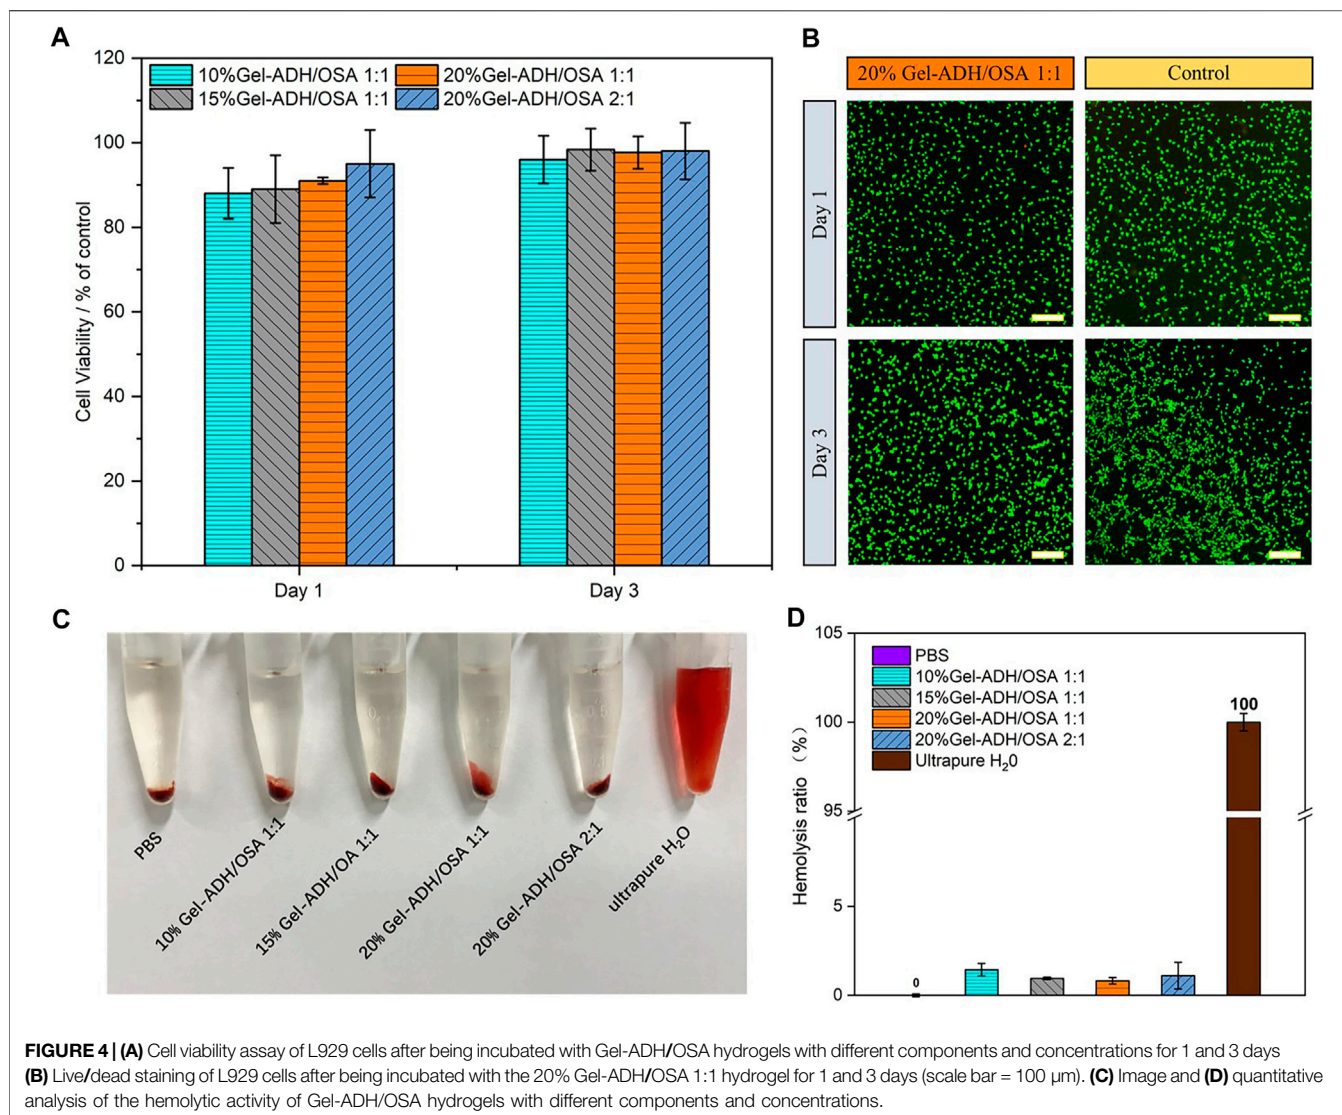 A
120
100
80
60
40
20
0
Cell Viability / % of control
10%Gel-ADH/OSA 1:1
20%Gel-ADH/OSA 1:1
15%Gel-ADH/OSA 1:1
20%Gel-ADH/OSA 2:1
Day 1
Day 3
B
20% Gel-ADH/OSA 1:1
Control
Day 1
Day 3
C
PBS
10% Gel-ADH/OSA 1:1
15% Gel-ADH/OA 1:1
20% Gel-ADH/OSA 1:1
20% Gel-ADH/OSA 2:1
ultrapure H₂O
D
105
100
95
5
0
Hemolysis ratio (%)
PBS
10%Gel-ADH/OSA 1:1
15%Gel-ADH/OSA 1:1
20%Gel-ADH/OSA 1:1
20%Gel-ADH/OSA 2:1
Ultrapure H₂0
0
100
FIGURE 4 | (A) Cell viability assay of L929 cells after being incubated with Gel-ADH/OSA hydrogels with different components and concentrations for 1 and 3 days
(B) Live/dead staining of L929 cells after being incubated with the 20% Gel-ADH/OSA 1:1 hydrogel for 1 and 3 days (scale bar = 100 μm). (C) Image and (D) quantitative
analysis of the hemolytic activity of Gel-ADH/OSA hydrogels with different components and concentrations.